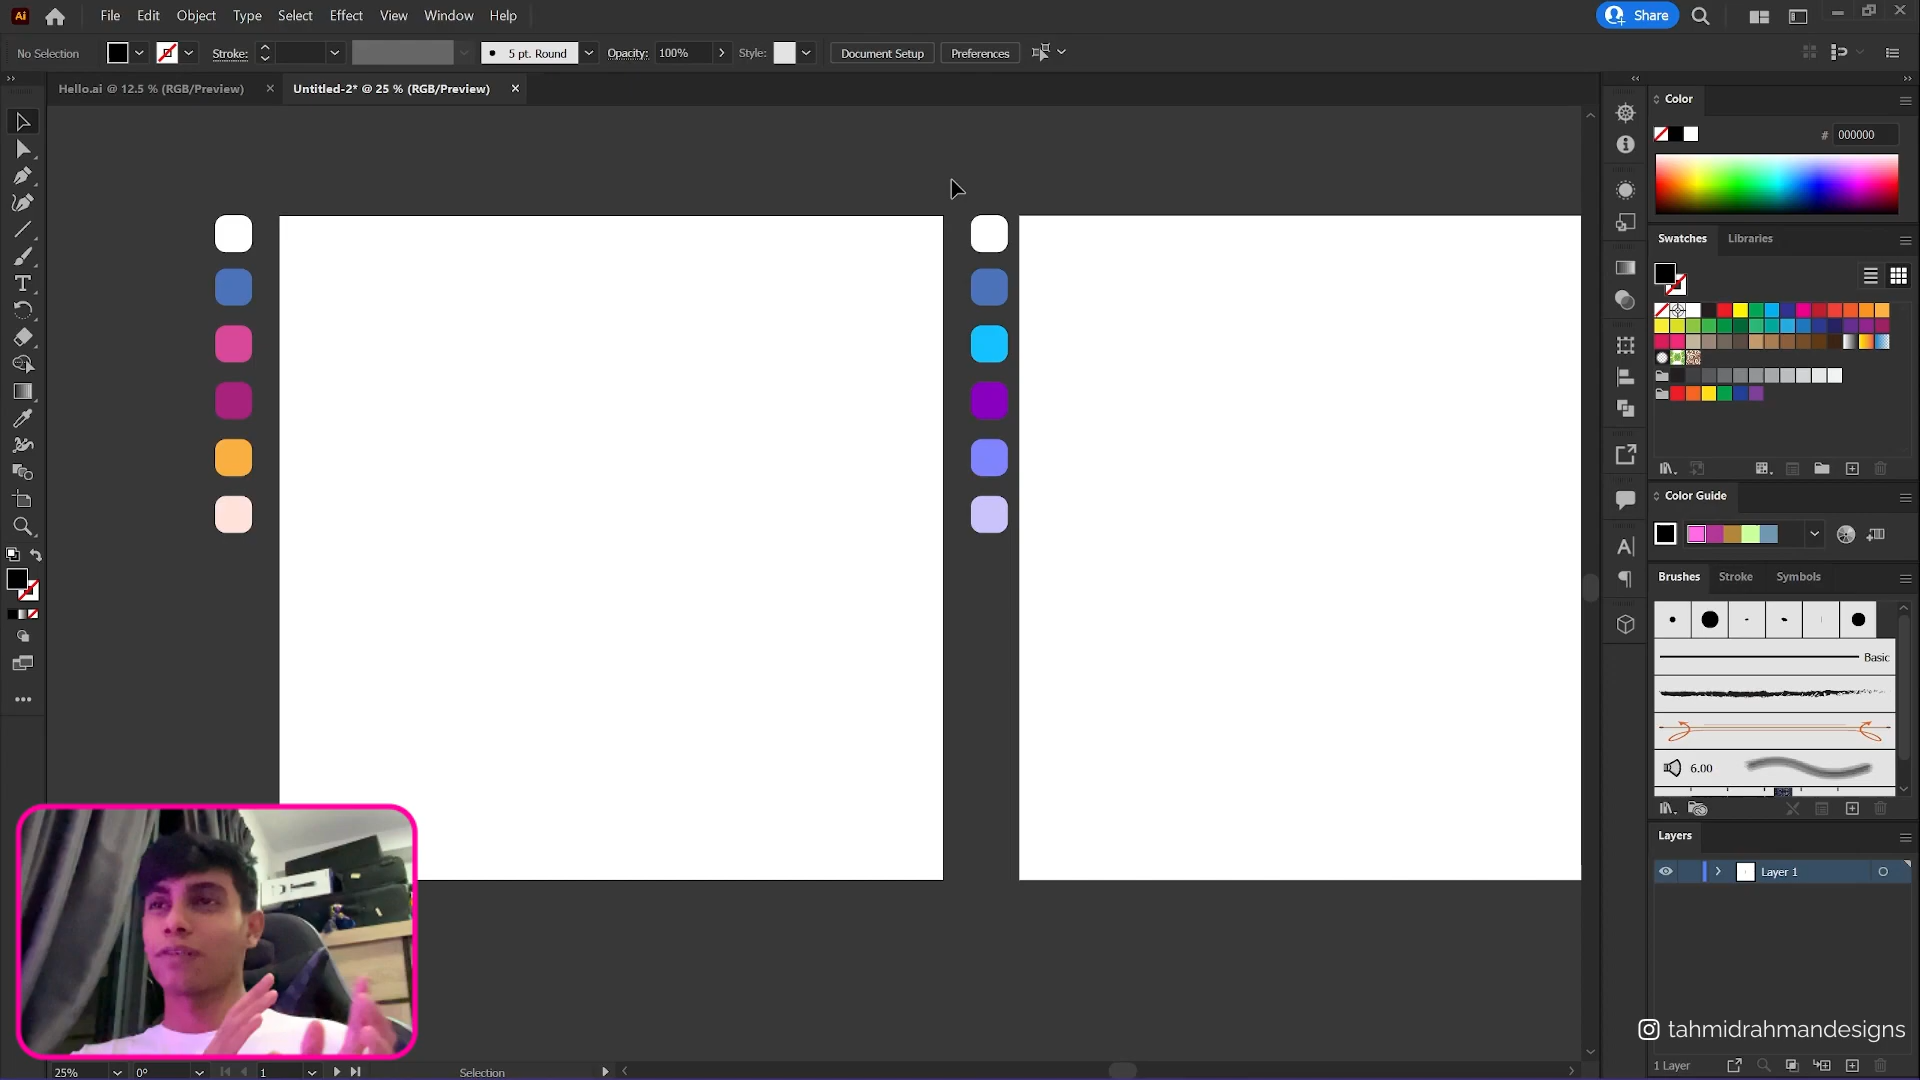 Ai File Edit Object Type Select Effect View Window Help Share
No Selection Stroke: 5 pt. Round Opacity: 100% Style: Document Setup Preferences
Hello.ai @ 12.5 % (RGB/Preview) × Untitled-2* @ 25 % (RGB/Preview) ×
Color
# 000000
Swatches Libraries
Color Guide
Brushes Stroke Symbols
Basic
6.00
Layers
Layer 1
tahmidrahmandesigns
1 Layer
25% 0° 1 Selection